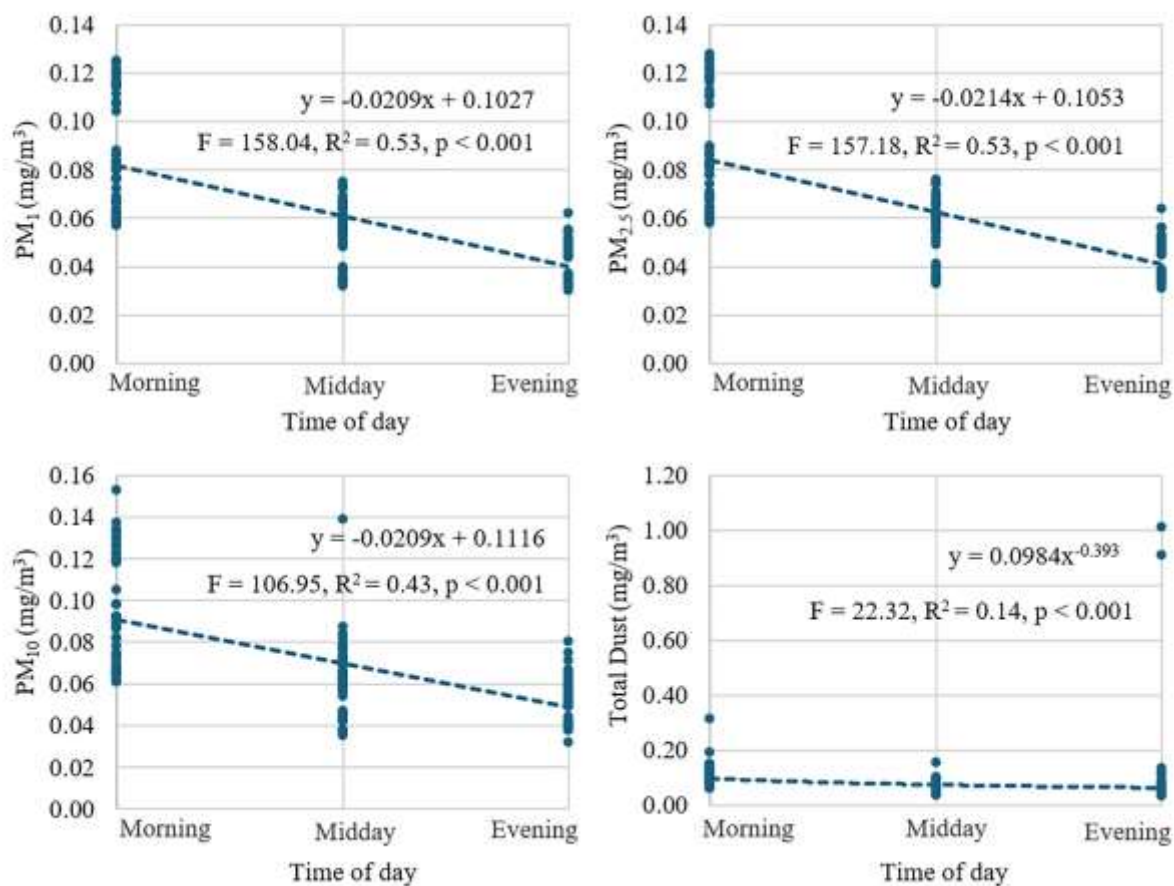 0.14
0.12
0.10
0.08
0.06
0.04
0.02
0.00
PM₁ (mg/m³)
y = -0.0209x + 0.1027
F = 158.04, R² = 0.53, p < 0.001
Morning Midday Evening
Time of day
0.14
0.12
0.10
0.08
0.06
0.04
0.02
0.00
PM₂.₅ (mg/m³)
y = -0.0214x + 0.1053
F = 157.18, R² = 0.53, p < 0.001
Morning Midday Evening
Time of day
0.16
0.14
0.12
0.10
0.08
0.06
0.04
0.02
0.00
PM₁₀ (mg/m³)
y = -0.0209x + 0.1116
F = 106.95, R² = 0.43, p < 0.001
Morning Midday Evening
Time of day
1.20
1.00
0.80
0.60
0.40
0.20
0.00
Total Dust (mg/m³)
y = 0.0984x⁻⁰·³⁹³
F = 22.32, R² = 0.14, p < 0.001
Morning Midday Evening
Time of day